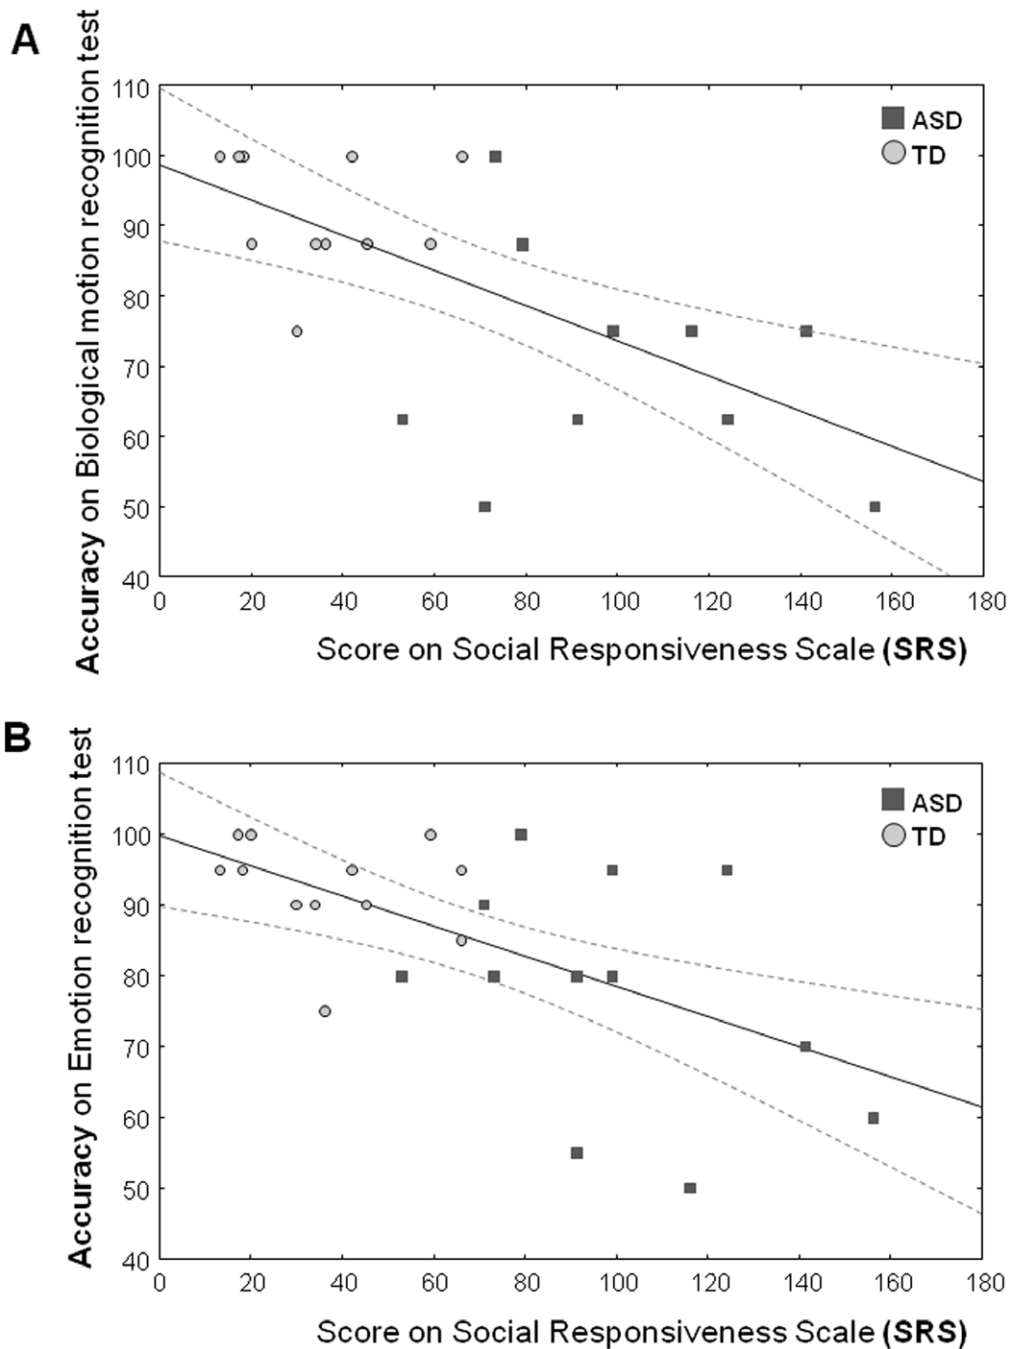 A
Accuracy on Biological motion recognition test
110
100
90
80
70
60
50
40
ASD
TD
0 20 40 60 80 100 120 140 160 180
Score on Social Responsiveness Scale (SRS)
B
Accuracy on Emotion recognition test
110
100
90
80
70
60
50
40
ASD
TD
0 20 40 60 80 100 120 140 160 180
Score on Social Responsiveness Scale (SRS)